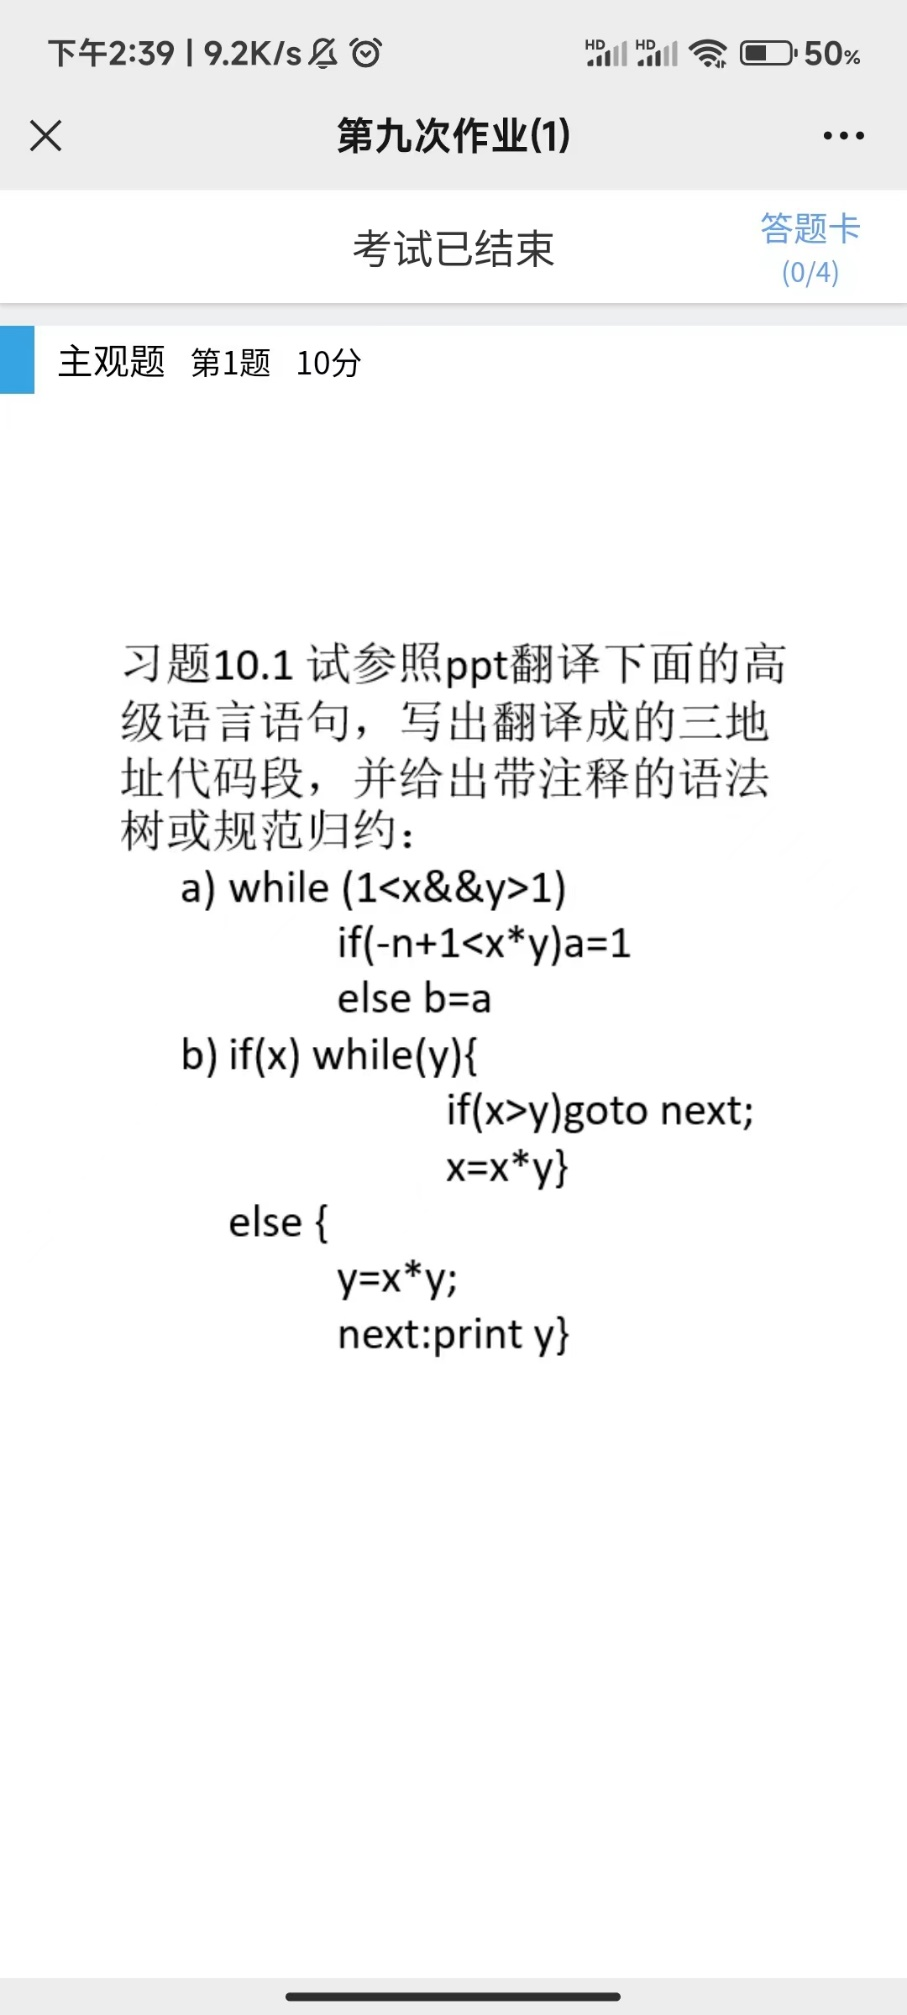 下午2:39 | 9.2K/s
HD HD 50%
第九次作业(1)
考试已结束
答题卡
(0/4)
主观题 第1题 10分
习题10.1 试参照ppt翻译下面的高
级语言语句，写出翻译成的三地
址代码段，并给出带注释的语法
树或规范归约：
a) while (1<x&&y>1)
if(-n+1<x*y)a=1
else b=a
b) if(x) while(y){
if(x>y)goto next;
x=x*y}
else {
y=x*y;
next:print y}